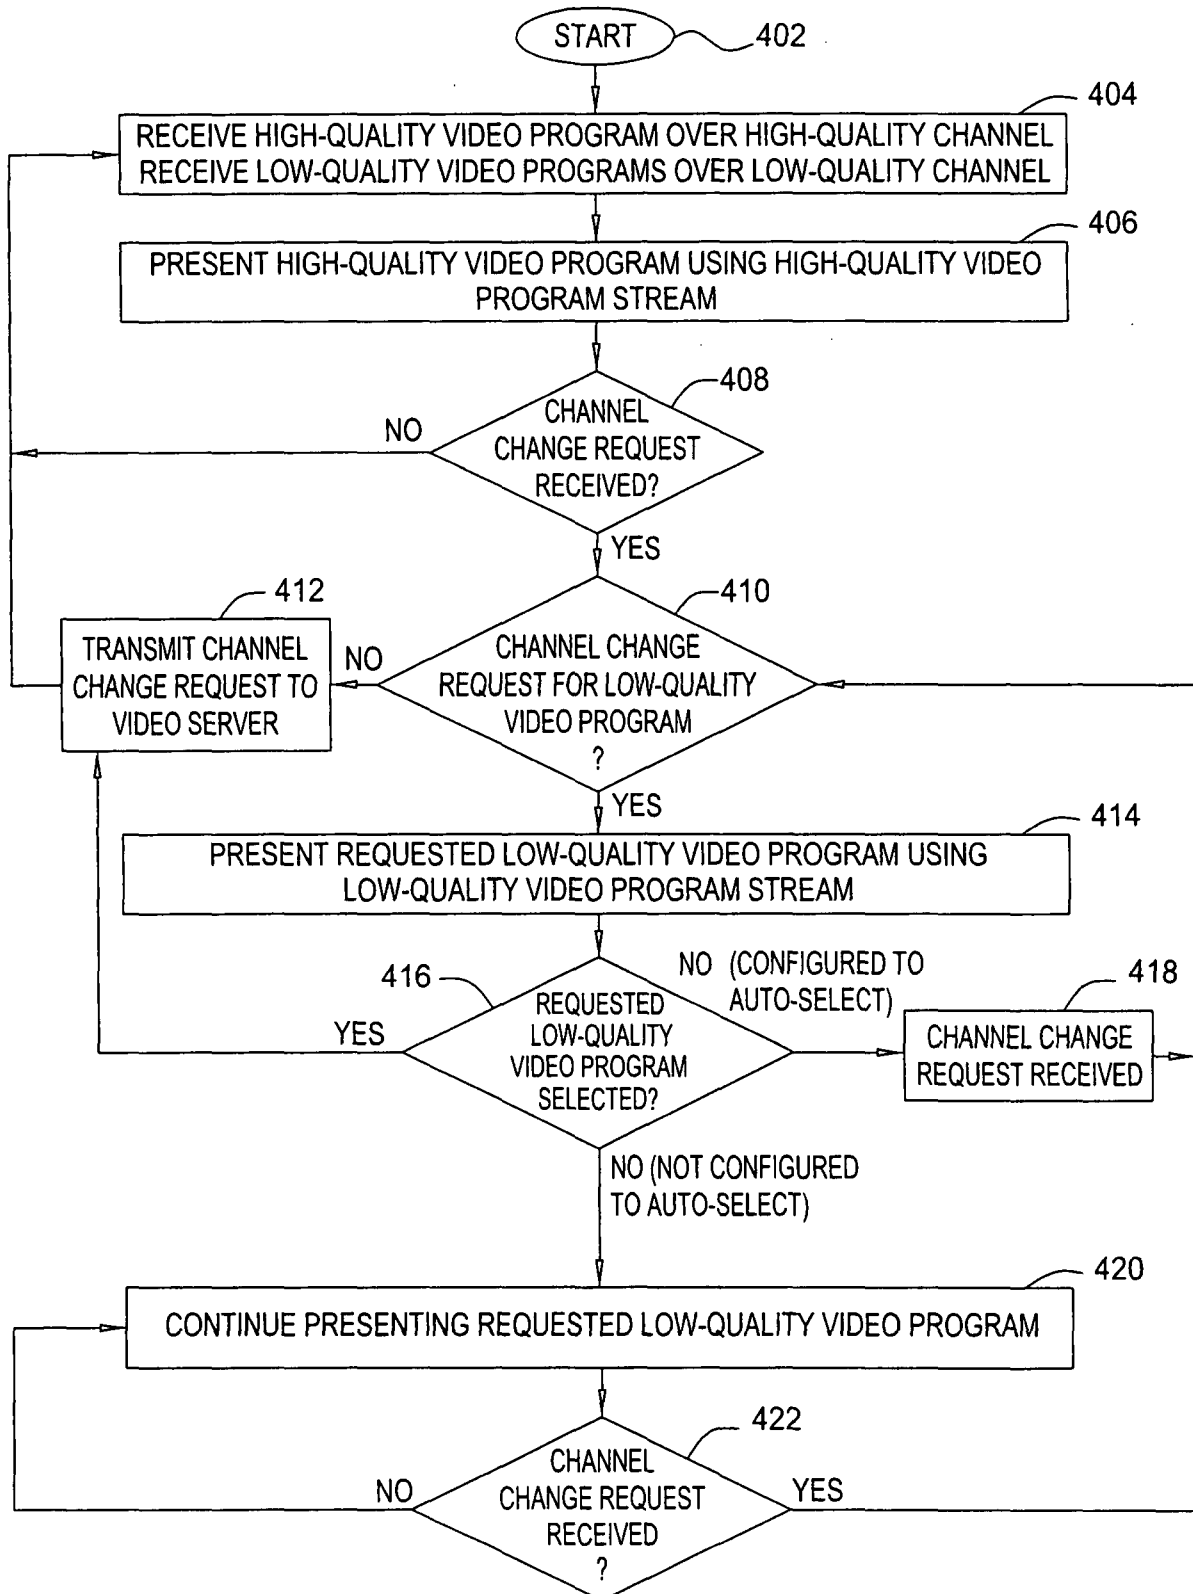 START
402
404
RECEIVE HIGH-QUALITY VIDEO PROGRAM OVER HIGH-QUALITY CHANNEL
RECEIVE LOW-QUALITY VIDEO PROGRAMS OVER LOW-QUALITY CHANNEL
406
PRESENT HIGH-QUALITY VIDEO PROGRAM USING HIGH-QUALITY VIDEO
PROGRAM STREAM
408
CHANNEL
CHANGE REQUEST
RECEIVED?
NO
YES
410
412
CHANNEL CHANGE
REQUEST FOR LOW-QUALITY
VIDEO PROGRAM
?
NO
TRANSMIT CHANNEL
CHANGE REQUEST TO
VIDEO SERVER
YES
414
PRESENT REQUESTED LOW-QUALITY VIDEO PROGRAM USING
LOW-QUALITY VIDEO PROGRAM STREAM
416
REQUESTED
LOW-QUALITY
VIDEO PROGRAM
SELECTED?
YES
NO (CONFIGURED TO
AUTO-SELECT)
418
CHANNEL CHANGE
REQUEST RECEIVED
NO (NOT CONFIGURED
TO AUTO-SELECT)
420
CONTINUE PRESENTING REQUESTED LOW-QUALITY VIDEO PROGRAM
422
CHANNEL
CHANGE REQUEST
RECEIVED
?
NO
YES